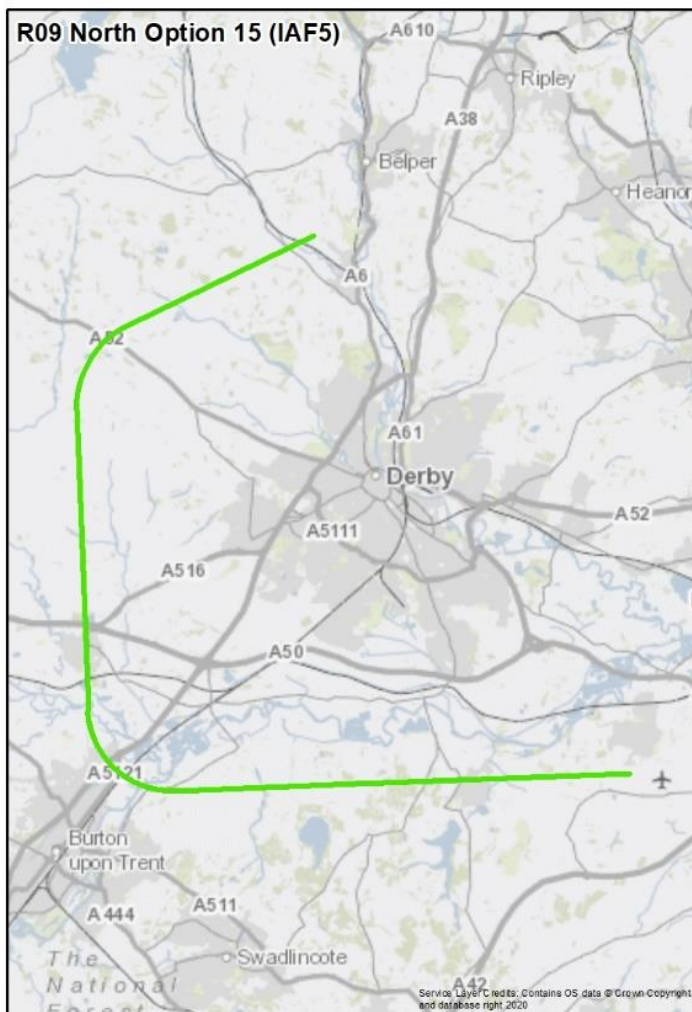 R09 North Option 15 (IAF5)
A610
Ripley
A38
Belper
Heanor
A6
A52
A61
Derby
A52
A5111
A516
A50
A5121
Burton
upon Trent
A511
A444
Swadlincote
The
National
Forest
A42
Service Layer Credits: Contains OS data © Crown Copyright
and database right 2020